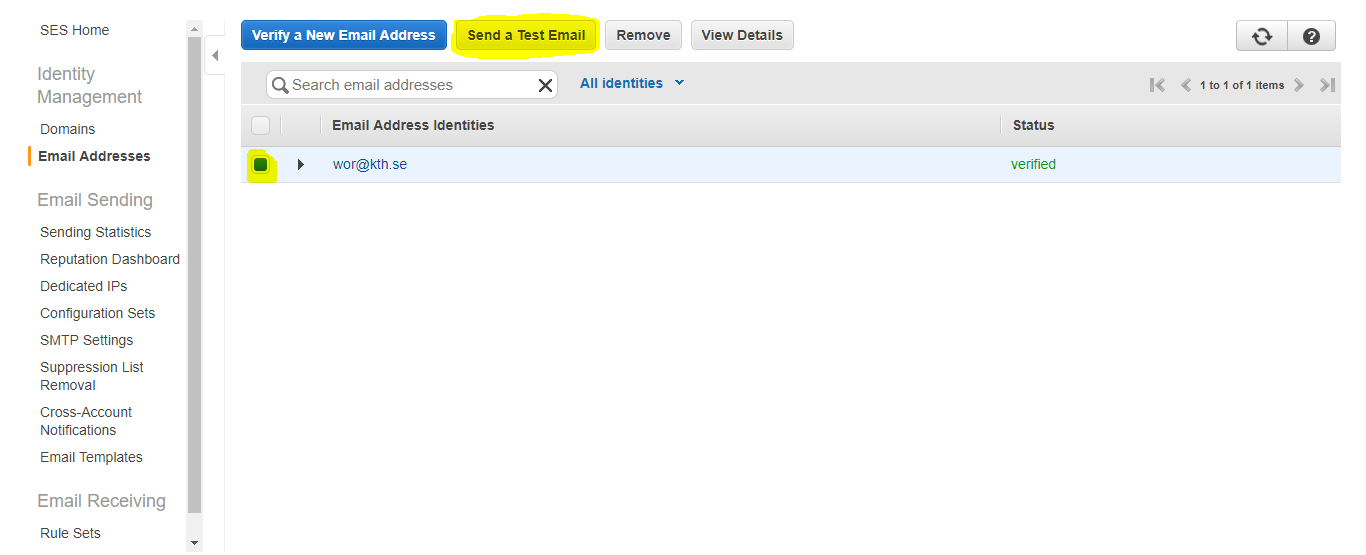 SES Home
Identity
Management
Domains
Email Addresses
Email Sending
Sending Statistics
Reputation Dashboard
Dedicated IPs
Configuration Sets
SMTP Settings
Suppression List
Removal
Cross-Account
Notifications
Email Templates
Email Receiving
Rule Sets
Verify a New Email Address
Send a Test Email
Remove
View Details
?
Search email addresses
All identities
1 to 1 of 1 items
Email Address Identities
Status
wor@kth.se
verified